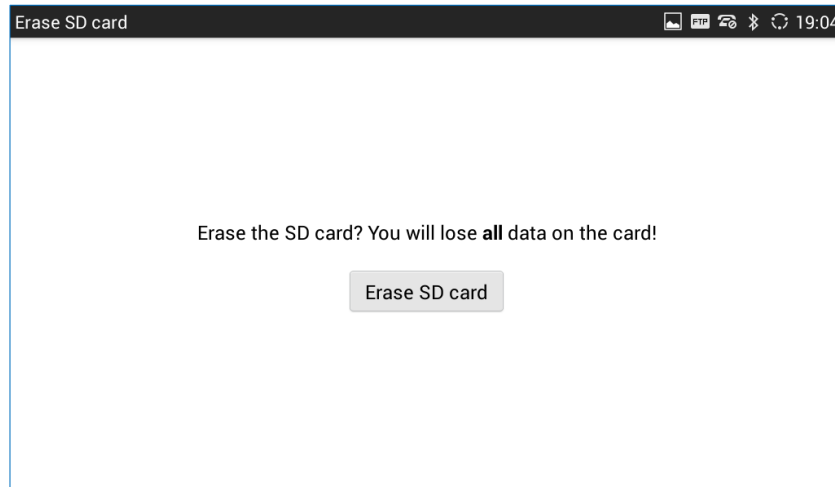 Erase SD card
FTP 19:04
Erase the SD card? You will lose all data on the card!
Erase SD card